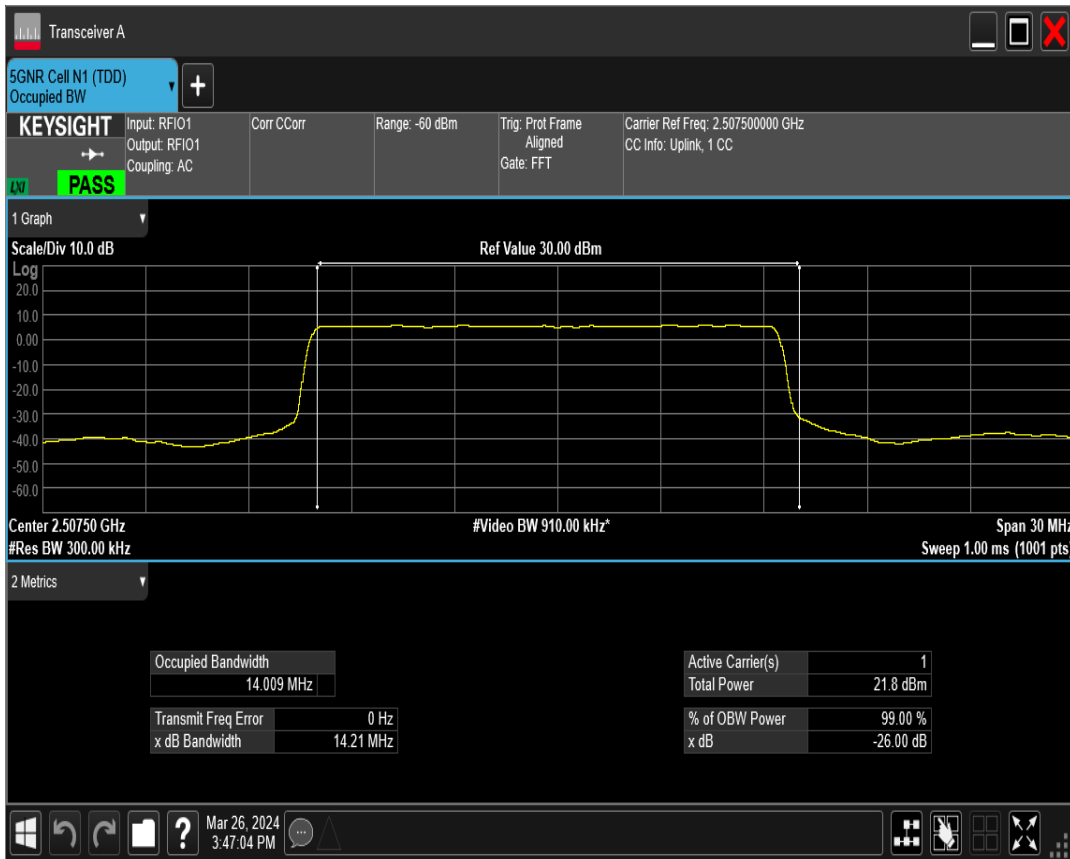 Transceiver A
5GNR Cell N1 (TDD)
Occupied BW
+
KEYSIGHT
LXI
PASS
Input: RFIO1
Output: RFIO1
Coupling: AC
Corr CCorr
Range: -60 dBm
Trig: Prot Frame
Aligned
Gate: FFT
Carrier Ref Freq: 2.507500000 GHz
CC Info: Uplink, 1 CC
1 Graph
Scale/Div 10.0 dB
Ref Value 30.00 dBm
Log
20.0
10.0
0.00
-10.0
-20.0
-30.0
-40.0
-50.0
-60.0
Center 2.50750 GHz
#Video BW 910.00 kHz*
Span 30 MHz
#Res BW 300.00 kHz
Sweep 1.00 ms (1001 pts)
2 Metrics
Occupied Bandwidth
14.009 MHz
Transmit Freq Error 0 Hz
x dB Bandwidth 14.21 MHz
Active Carrier(s) 1
Total Power 21.8 dBm
% of OBW Power 99.00 %
x dB -26.00 dB
?
Mar 26, 2024
3:47:04 PM